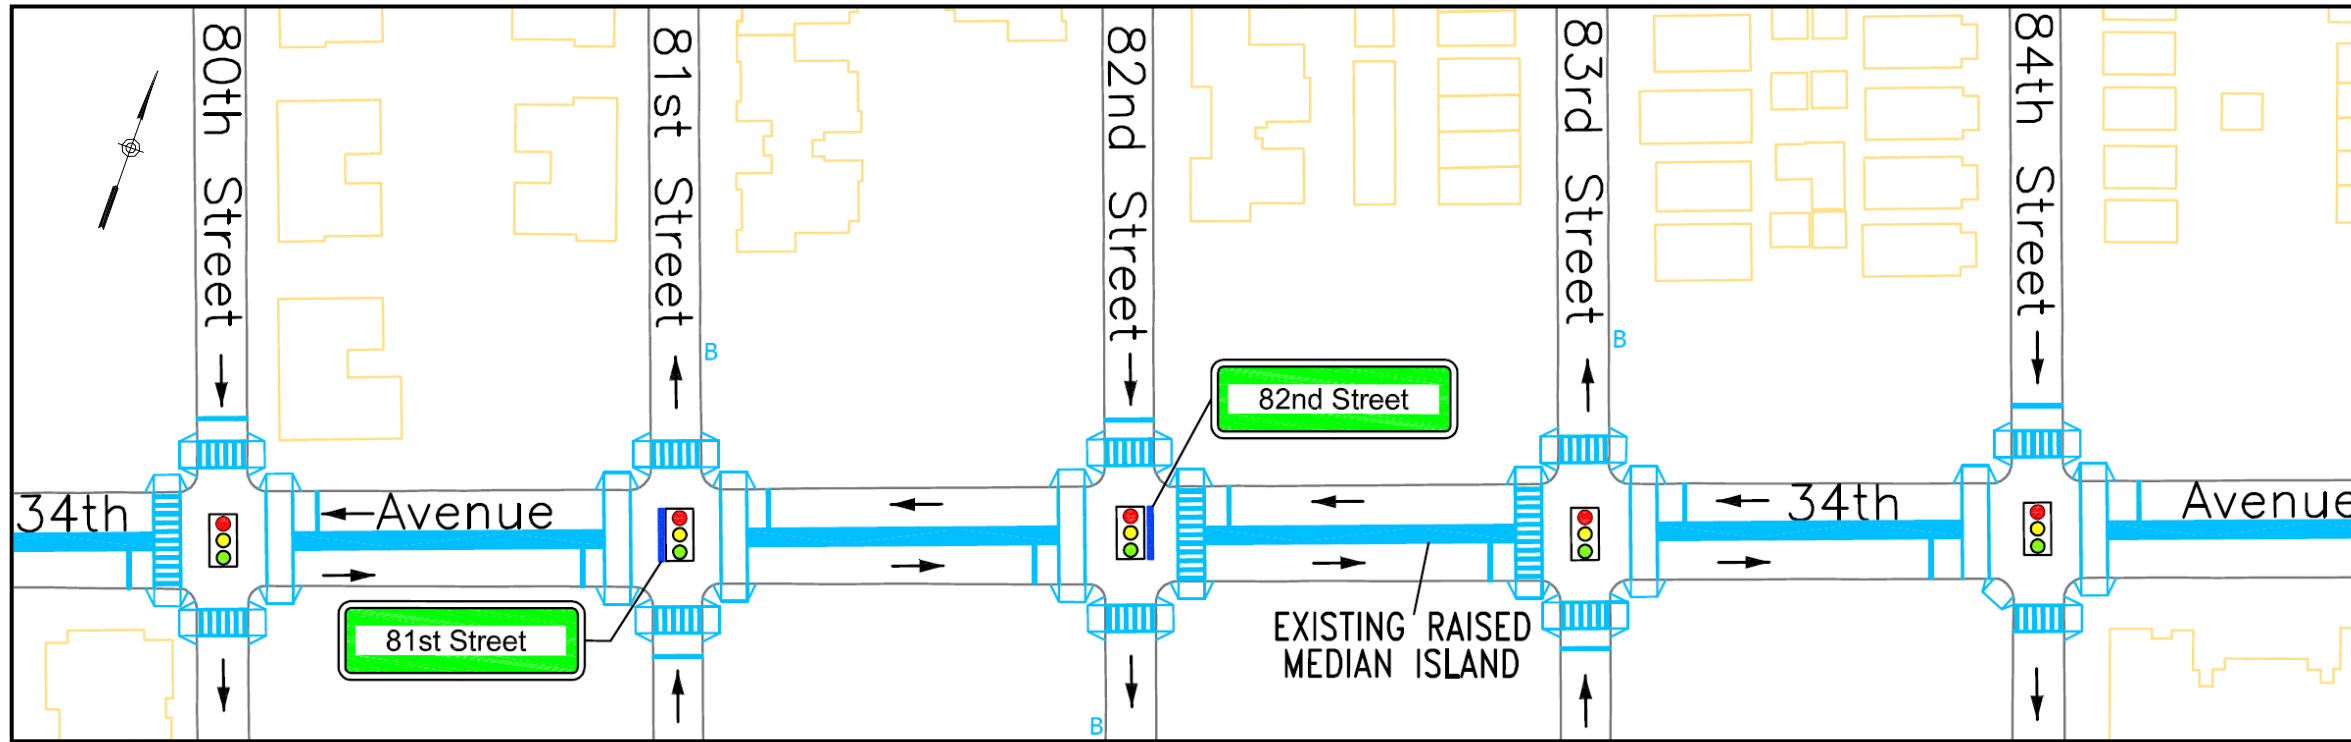 80th Street
81st Street
82nd Street
83rd Street
84th Street
B
B
82nd Street
34th
Avenue
34th
Avenue
81st Street
EXISTING RAISED
MEDIAN ISLAND
B